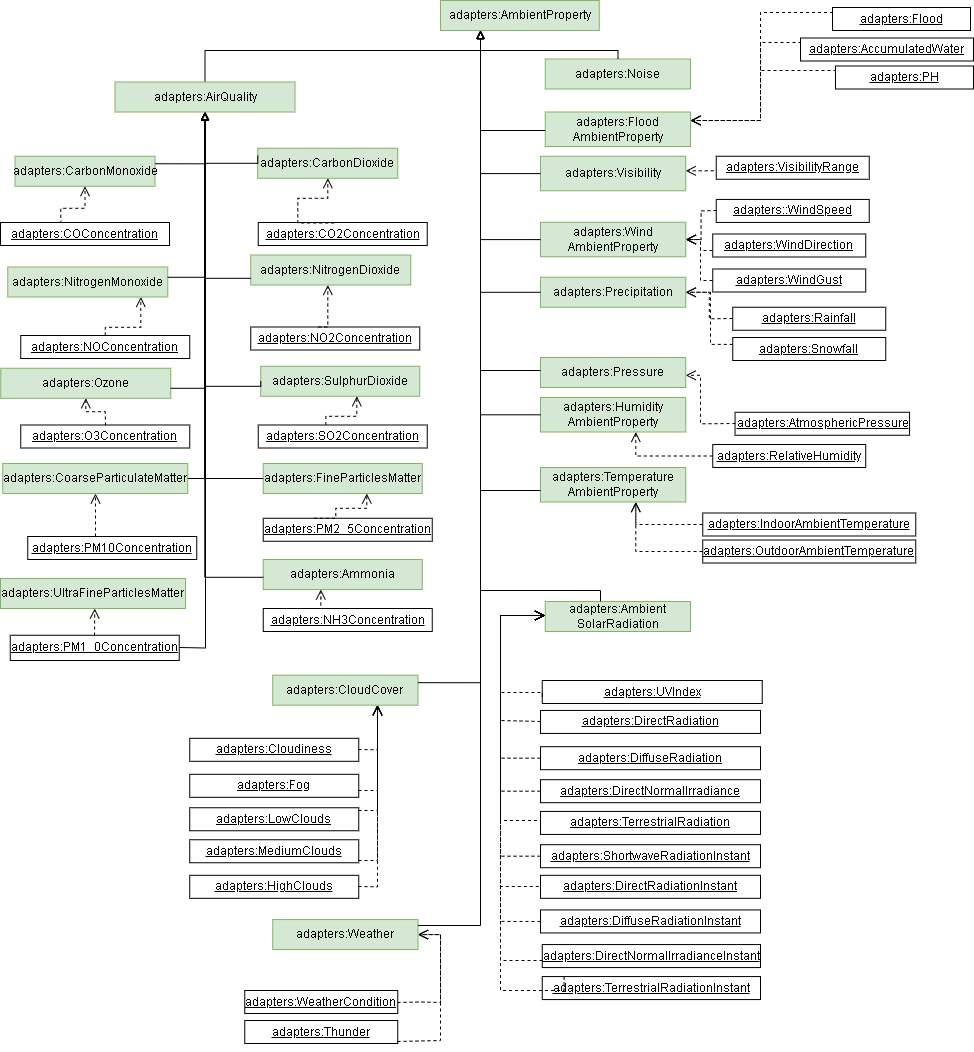 adapters:AmbientProperty
adapters:Flood
adapters:AccumulatedWater
adapters:PH
adapters:Noise
adapters:AirQuality
adapters:Flood
AmbientProperty
adapters:CarbonMonoxide
adapters:CarbonDioxide
adapters:Visibility
adapters:VisibilityRange
adapters:COConcentration
adapters:CO2Concentration
adapters:Wind
AmbientProperty
adapters::WindSpeed
adapters:WindDirection
adapters:WindGust
adapters:NitrogenMonoxide
adapters:NitrogenDioxide
adapters:Precipitation
adapters:Rainfall
adapters:Snowfall
adapters:NOConcentration
adapters:NO2Concentration
adapters:Ozone
adapters:SulphurDioxide
adapters:Pressure
adapters:AtmosphericPressure
adapters:Humidity
AmbientProperty
adapters:RelativeHumidity
adapters:O3Concentration
adapters:SO2Concentration
adapters:CoarseParticulateMatter
adapters:FineParticlesMatter
adapters:Temperature
AmbientProperty
adapters:IndoorAmbientTemperature
adapters:OutdoorAmbientTemperature
adapters:PM10Concentration
adapters:PM2_5Concentration
adapters:UltraFineParticlesMatter
adapters:Ammonia
adapters:PM1_0Concentration
adapters:NH3Concentration
adapters:Ambient
SolarRadiation
adapters:CloudCover
adapters:UVIndex
adapters:DirectRadiation
adapters:DiffuseRadiation
adapters:DirectNormalIrradiance
adapters:TerrestrialRadiation
adapters:ShortwaveRadiationInstant
adapters:DirectRadiationInstant
adapters:DiffuseRadiationInstant
adapters:DirectNormalIrradianceInstant
adapters:TerrestrialRadiationInstant
adapters:Cloudiness
adapters:Fog
adapters:LowClouds
adapters:MediumClouds
adapters:HighClouds
adapters:Weather
adapters:WeatherCondition
adapters:Thunder